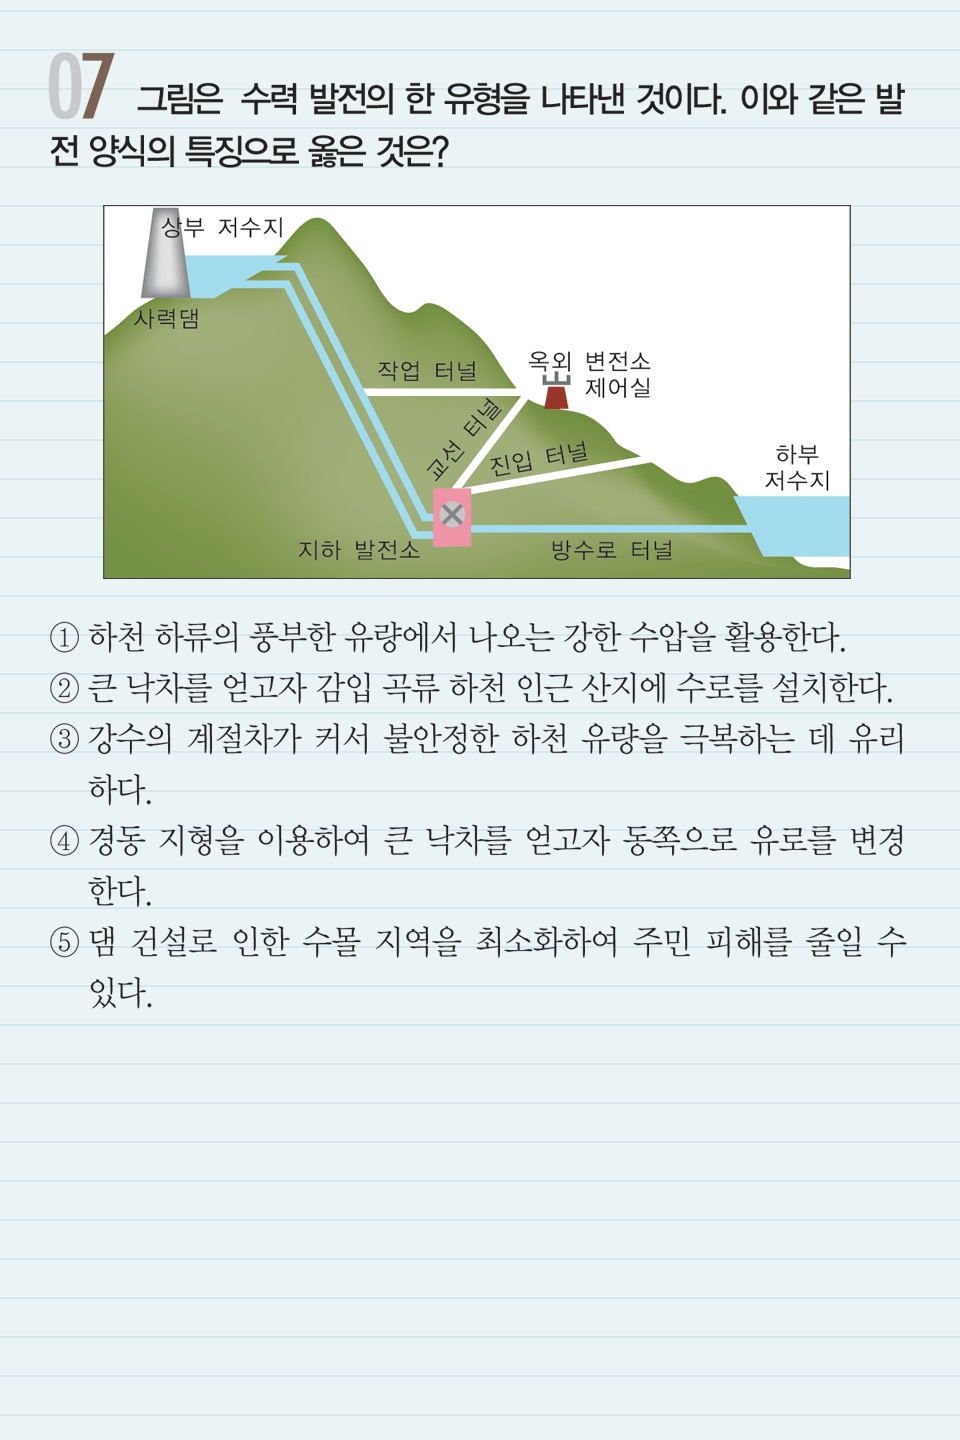 07 그림은 수력 발전의 한 유형을 나타낸 것이다. 이와 같은 발
전 양식의 특징으로 옳은 것은?
상부 저수지
사력댐
작업 터널
옥외 변전소
제어실
교선 터널
진입 터널
하부
저수지
지하 발전소
방수로 터널
① 하천 하류의 풍부한 유량에서 나오는 강한 수압을 활용한다.
② 큰 낙차를 얻고자 감입 곡류 하천 인근 산지에 수로를 설치한다.
③ 강수의 계절차가 커서 불안정한 하천 유량을 극복하는 데 유리
하다.
④ 경동 지형을 이용하여 큰 낙차를 얻고자 동쪽으로 유로를 변경
한다.
⑤ 댐 건설로 인한 수몰 지역을 최소화하여 주민 피해를 줄일 수
있다.